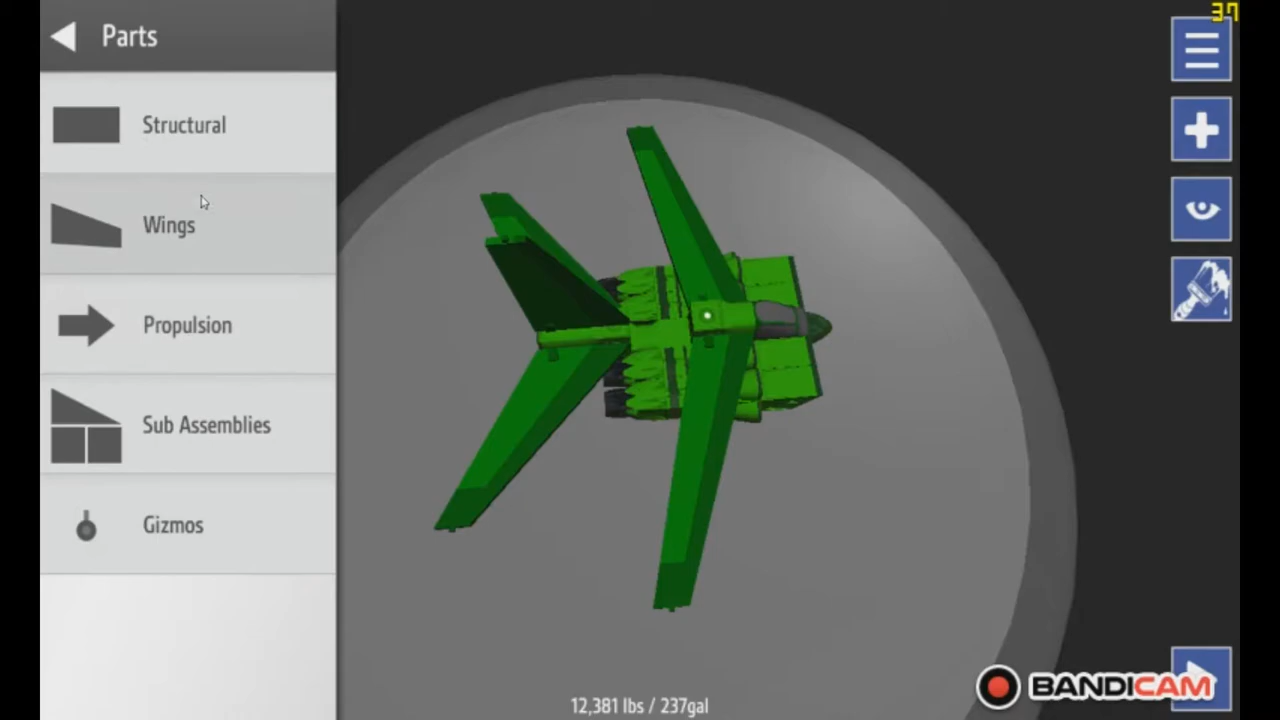 37
Parts
Structural
Wings
Propulsion
Sub Assemblies
Gizmos
12,381 lbs / 237gal
BANDICAM